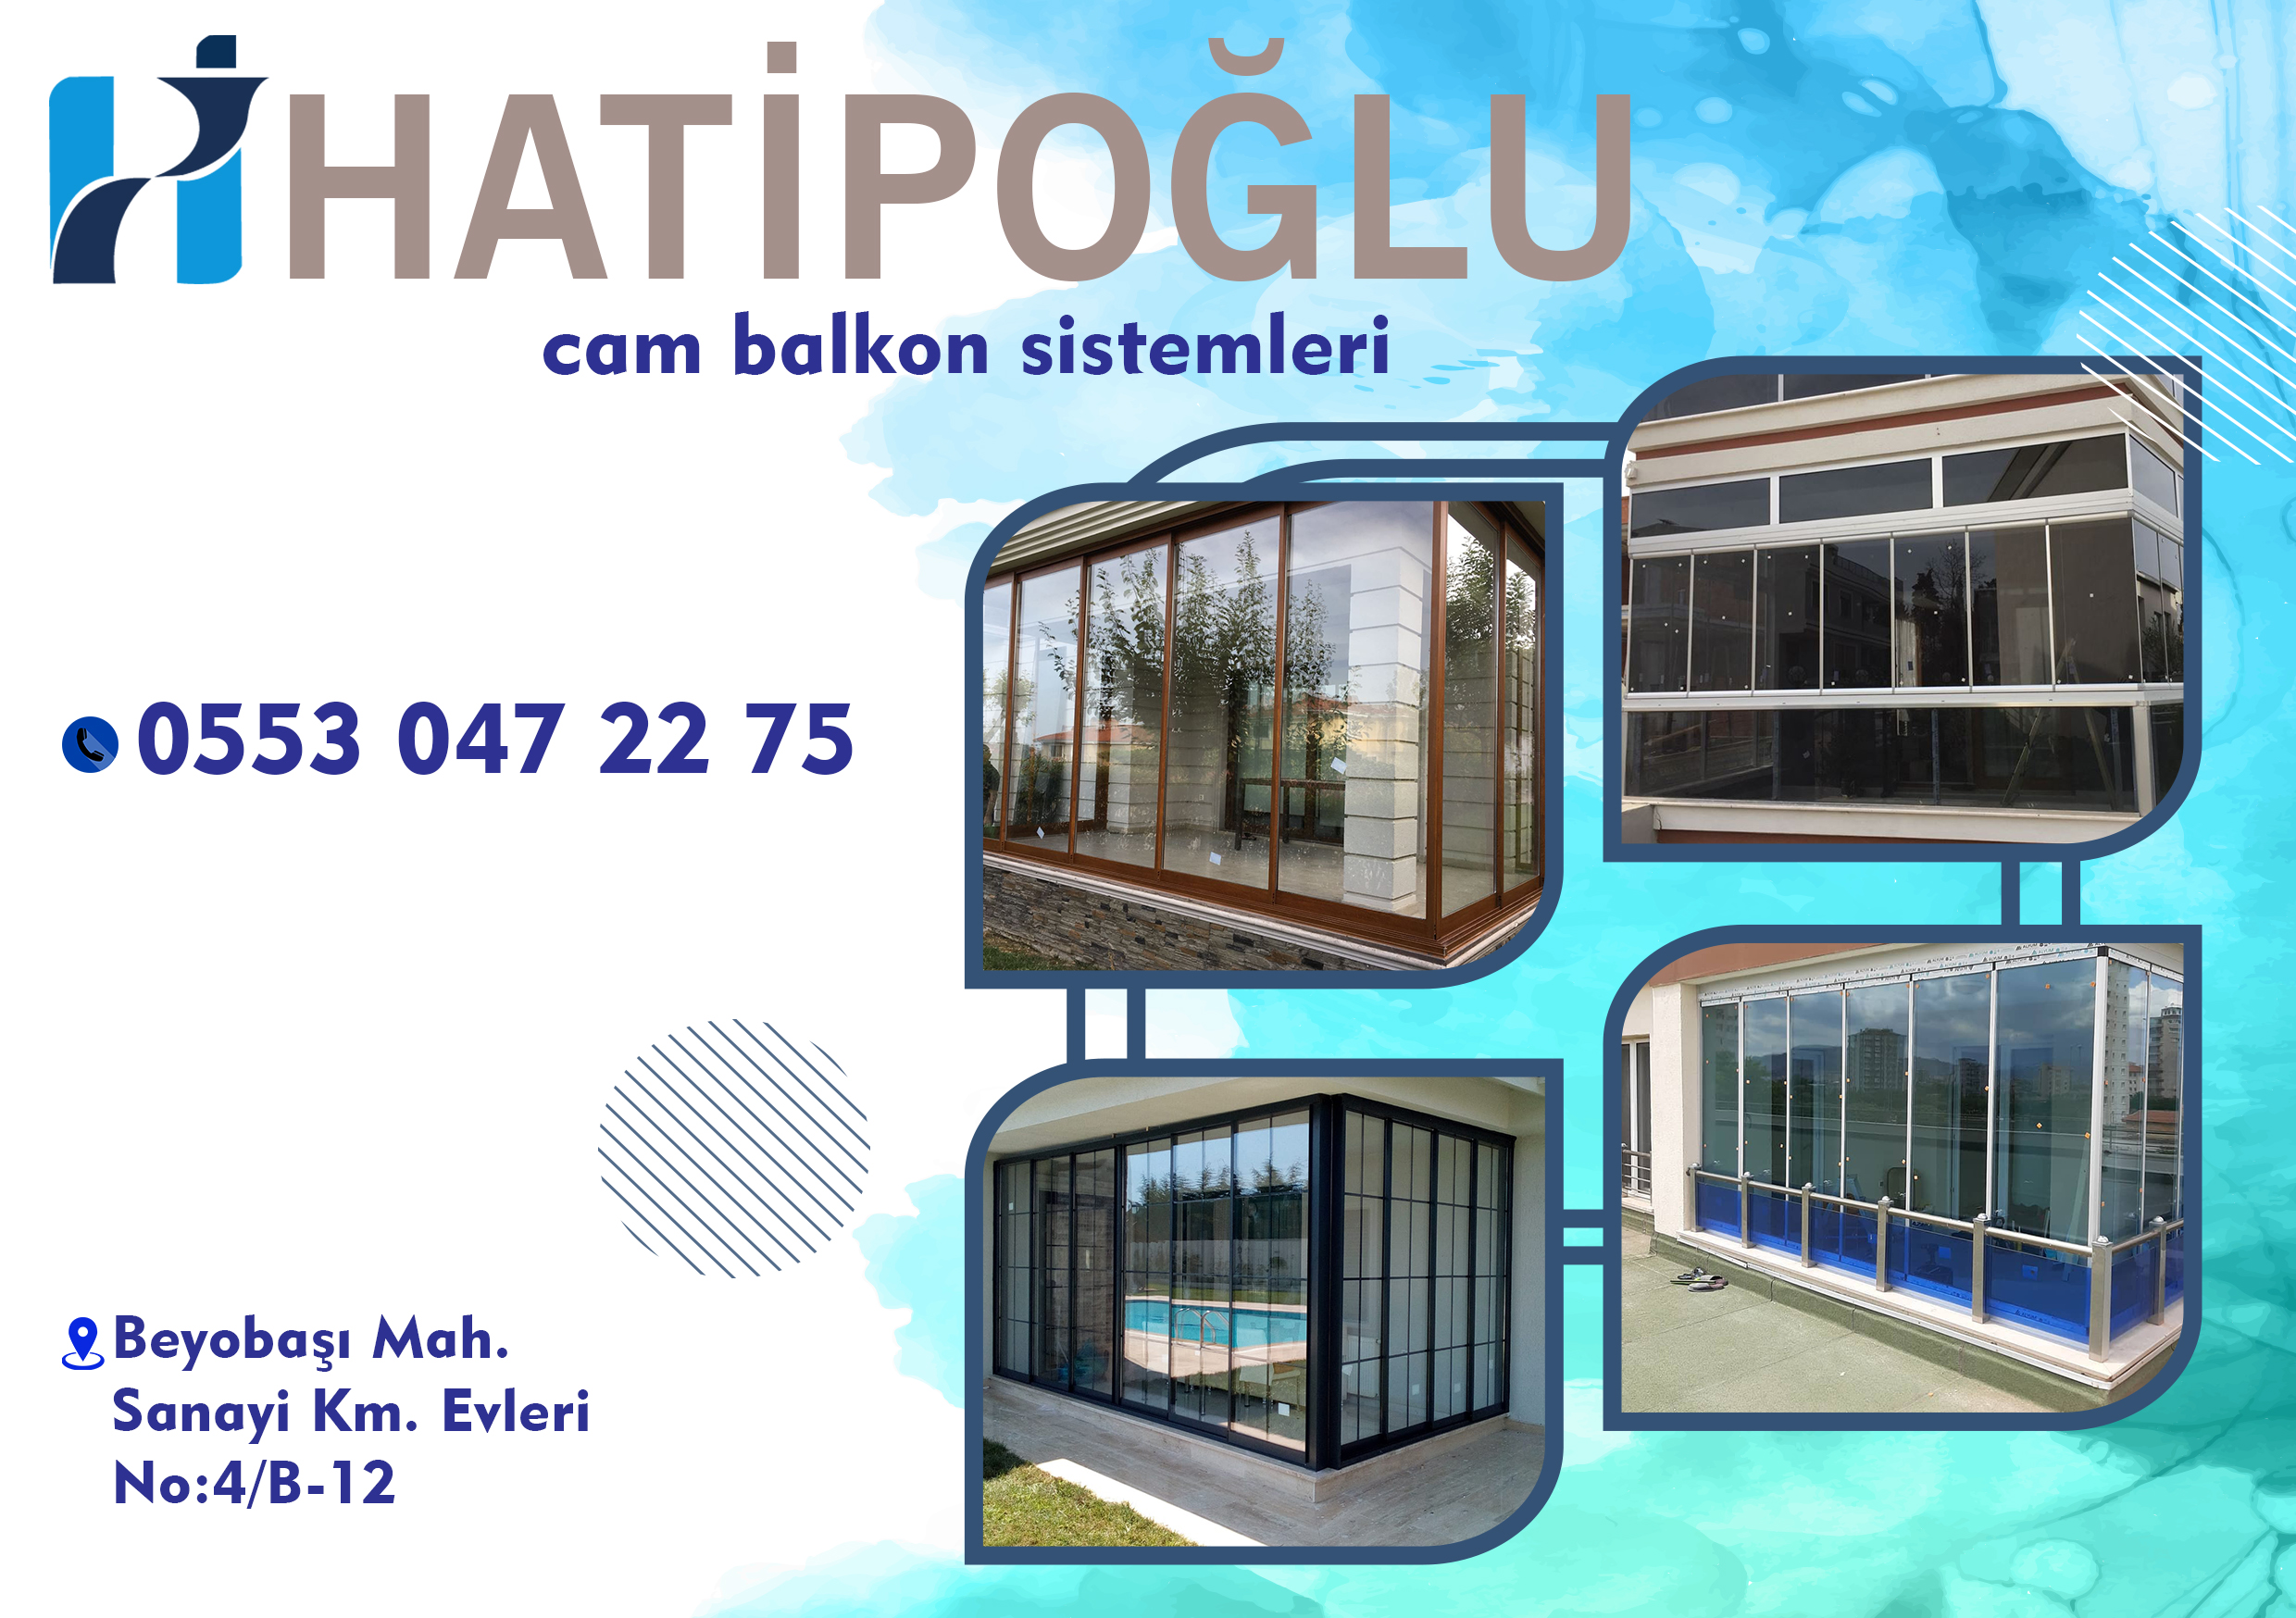 HATİPOĞLU
cam balkon sistemleri
0553 047 22 75
Beyobaşı Mah.
Sanayi Km. Evleri
No:4/B-12